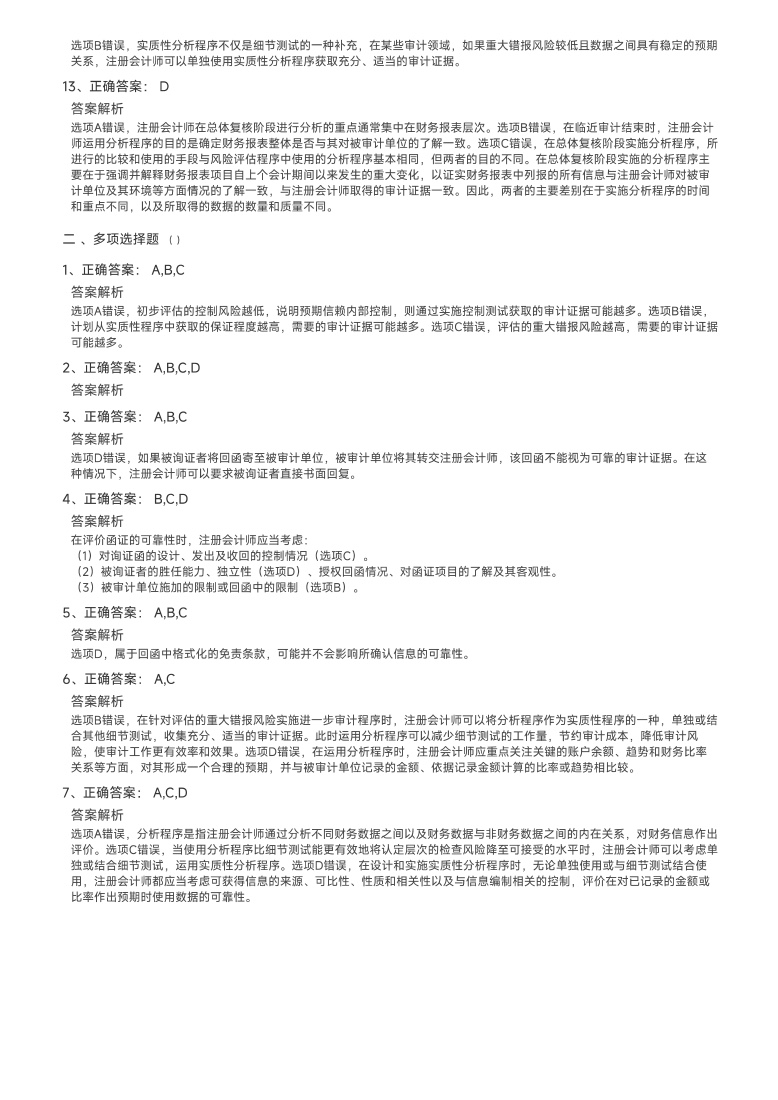 选项B错误，实质性分析程序不仅是细节测试的一种补充，在某些审计领域，如果重大错报风险较低且数据之间具有稳定的预期
关系，注册会计师可以单独使用实质性分析程序获取充分、适当的审计证据。
13、正确答案： D
答案解析
选项A错误，注册会计师在总体复核阶段进行分析的重点通常集中在财务报表层次。选项B错误，在临近审计结束时，注册会计
师运用分析程序的目的是确定财务报表整体是否与其对被审计单位的了解一致。选项C错误，在总体复核阶段实施分析程序，所
进行的比较和使用的手段与风险评估程序中使用的分析程序基本相同，但两者的目的不同。在总体复核阶段实施的分析程序主
要在于强调并解释财务报表项目自上个会计期间以来发生的重大变化，以证实财务报表中列报的所有信息与注册会计师对被审
计单位及其环境等方面情况的了解一致，与注册会计师取得的审计证据一致。因此，两者的主要差别在于实施分析程序的时间
和重点不同，以及所取得的数据的数量和质量不同。
二 、多项选择题 （ ）
1、正确答案： A,B,C
答案解析
选项A错误，初步评估的控制风险越低，说明预期信赖内部控制，则通过实施控制测试获取的审计证据可能越多。选项B错误，
计划从实质性程序中获取的保证程度越高，需要的审计证据可能越多。选项C错误，评估的重大错报风险越高，需要的审计证据
可能越多。
2、正确答案： A,B,C,D
答案解析
3、正确答案： A,B,C
答案解析
选项D错误，如果被询证者将回函寄至被审计单位，被审计单位将其转交注册会计师，该回函不能视为可靠的审计证据。在这
种情况下，注册会计师可以要求被询证者直接书面回复。
4、正确答案： B,C,D
答案解析
在评价函证的可靠性时，注册会计师应当考虑：
（1）对询证函的设计、发出及收回的控制情况（选项C）。
（2）被询证者的胜任能力、独立性（选项D）、授权回函情况、对函证项目的了解及其客观性。
（3）被审计单位施加的限制或回函中的限制（选项B）。
5、正确答案： A,B,C
答案解析
选项D，属于回函中格式化的免责条款，可能并不会影响所确认信息的可靠性。
6、正确答案： A,C
答案解析
选项B错误，在针对评估的重大错报风险实施进一步审计程序时，注册会计师可以将分析程序作为实质性程序的一种，单独或结
合其他细节测试，收集充分、适当的审计证据。此时运用分析程序可以减少细节测试的工作量，节约审计成本，降低审计风
险，使审计工作更有效率和效果。选项D错误，在运用分析程序时，注册会计师应重点关注关键的账户余额、趋势和财务比率
关系等方面，对其形成一个合理的预期，并与被审计单位记录的金额、依据记录金额计算的比率或趋势相比较。
7、正确答案： A,C,D
答案解析
选项A错误，分析程序是指注册会计师通过分析不同财务数据之间以及财务数据与非财务数据之间的内在关系，对财务信息作出
评价。选项C错误，当使用分析程序比细节测试能更有效地将认定层次的检查风险降至可接受的水平时，注册会计师可以考虑单
独或结合细节测试，运用实质性分析程序。选项D错误，在设计和实施实质性分析程序时，无论单独使用或与细节测试结合使
用，注册会计师都应当考虑可获得信息的来源、可比性、性质和相关性以及与信息编制相关的控制，评价在对已记录的金额或
比率作出预期时使用数据的可靠性。